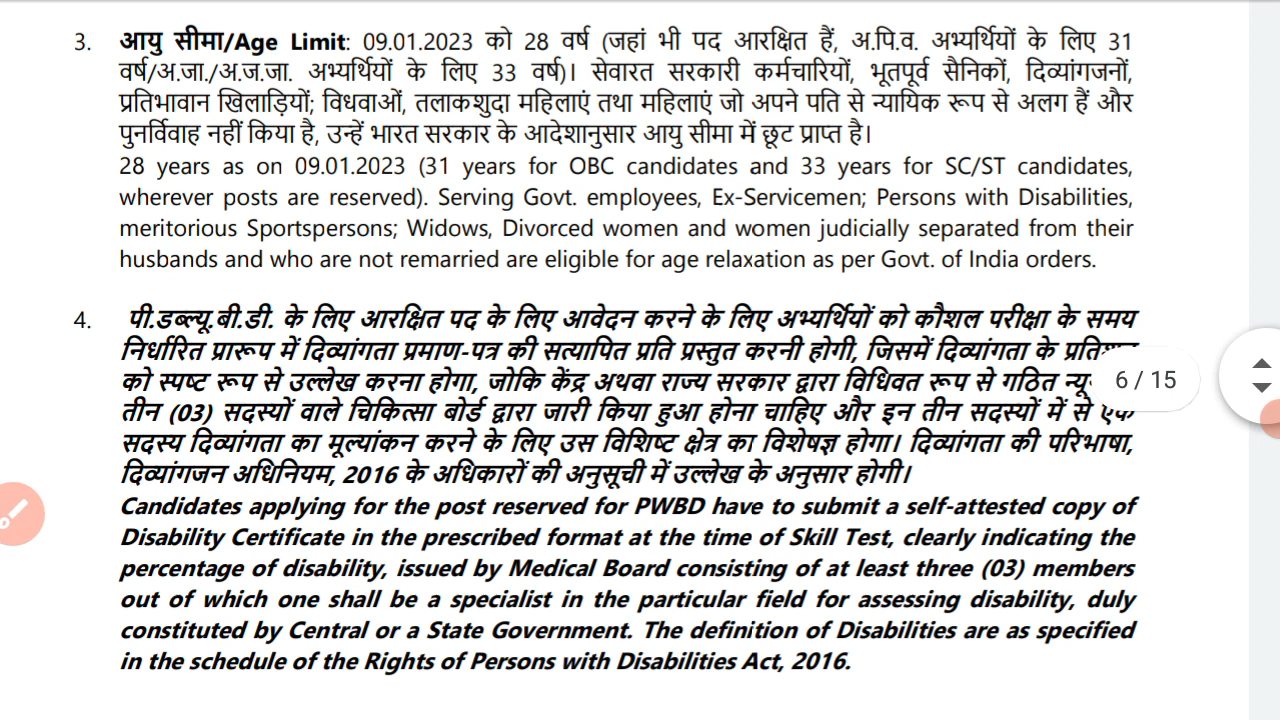 3. आयु सीमा/Age Limit: 09.01.2023 को 28 वर्ष (जहां भी पद आरक्षित हैं, अ.पि.व. अभ्यर्थियों के लिए 31
वर्ष/अ.जा./अ.ज.जा. अभ्यर्थियों के लिए 33 वर्ष)। सेवारत सरकारी कर्मचारियों, भूतपूर्व सैनिकों, दिव्यांगजनों,
प्रतिभावान खिलाड़ियों; विधवाओं, तलाकशुदा महिलाएं तथा महिलाएं जो अपने पति से न्यायिक रूप से अलग हैं और
पुनर्विवाह नहीं किया है, उन्हें भारत सरकार के आदेशानुसार आयु सीमा में छूट प्राप्त है।
28 years as on 09.01.2023 (31 years for OBC candidates and 33 years for SC/ST candidates,
wherever posts are reserved). Serving Govt. employees, Ex-Servicemen; Persons with Disabilities,
meritorious Sportspersons; Widows, Divorced women and women judicially separated from their
husbands and who are not remarried are eligible for age relaxation as per Govt. of India orders.
4. पी.डब्ल्यू.बी.डी. के लिए आरक्षित पद के लिए आवेदन करने के लिए अभ्यर्थियों को कौशल परीक्षा के समय
निर्धारित प्रारूप में दिव्यांगता प्रमाण-पत्र की सत्यापित प्रति प्रस्तुत करनी होगी, जिसमें दिव्यांगता के
को स्पष्ट रूप से उल्लेख करना होगा, जोकि केंद्र अथवा राज्य सरकार द्वारा विधिवत रूप से गठित
6 / 15
तीन (03) सदस्यों वाले चिकित्सा बोर्ड द्वारा जारी किया हुआ होना चाहिए और इन तीन सदस्यों में से एक
सदस्य दिव्यांगता का मूल्यांकन करने के लिए उस विशिष्ट क्षेत्र का विशेषज्ञ होगा। दिव्यांगता की परिभाषा,
दिव्यांगजन अधिनियम, 2016 के अधिकारों की अनुसूची में उल्लेख के अनुसार होगी।
Candidates applying for the post reserved for PWBD have to submit a self-attested copy of
Disability Certificate in the prescribed format at the time of Skill Test, clearly indicating the
percentage of disability, issued by Medical Board consisting of at least three (03) members
out of which one shall be a specialist in the particular field for assessing disability, duly
constituted by Central or a State Government. The definition of Disabilities are as specified
in the schedule of the Rights of Persons with Disabilities Act, 2016.